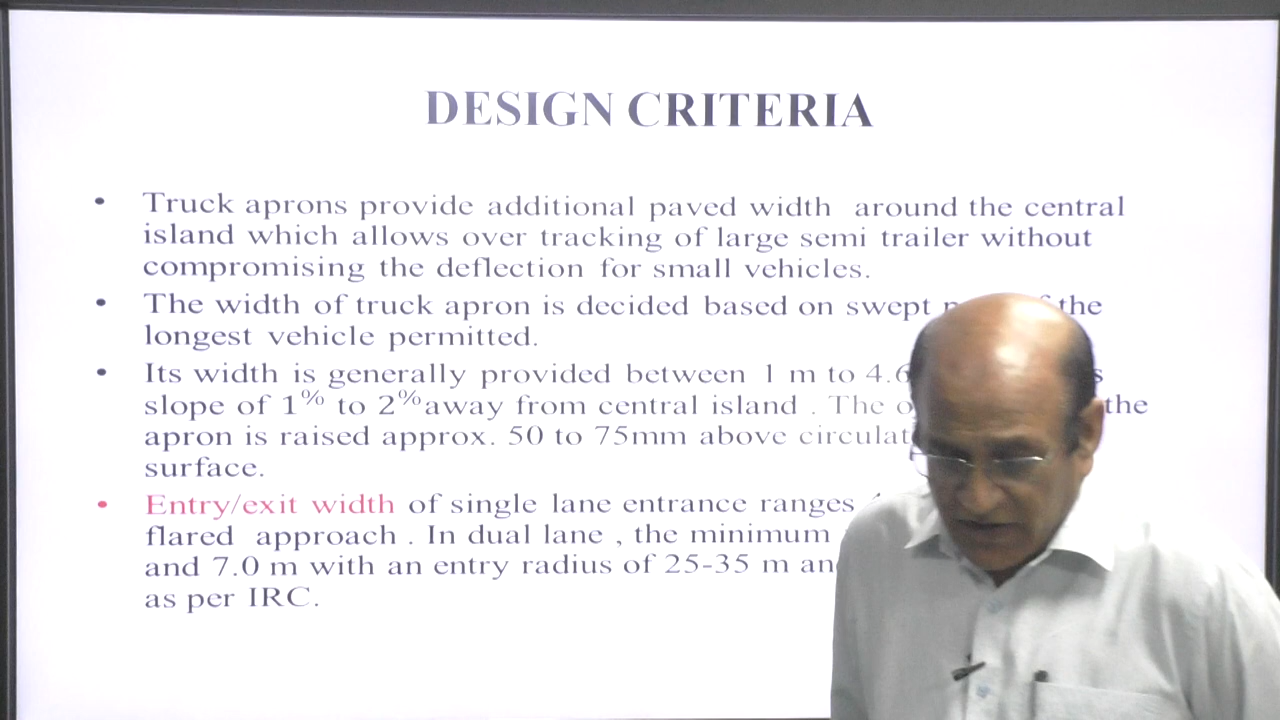 DESIGN CRITERIA
• Truck aprons provide additional paved width around the central
island which allows over tracking of large semi trailer without
compromising the deflection for small vehicles.
• The width of truck apron is decided based on swept the
longest vehicle permitted.
• Its width is generally provided between 1 m to
slope of 1% to 2% away from central island . The the
apron is raised approx. 50 to 75mm above
surface.
• Entry/exit width of single lane entrance ranges
flared approach . In dual lane , the minimum
and 7.0 m with an entry radius of 25-35 m
as per IRC.